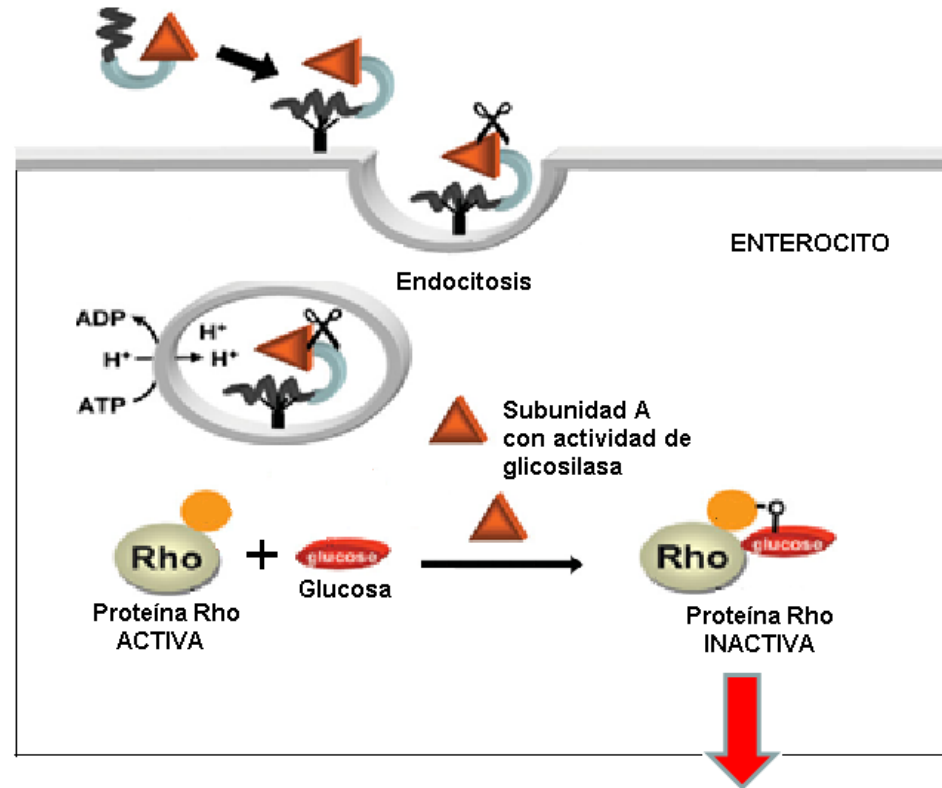 ENTEROCITO
Endocitosis
ADP
H⁺
H⁺
H⁺
ATP
Subunidad A
con actividad de
glicosilasa
Rho
+
glucose
Glucosa
Proteína Rho
ACTIVA
Rho
glucose
Proteína Rho
INACTIVA